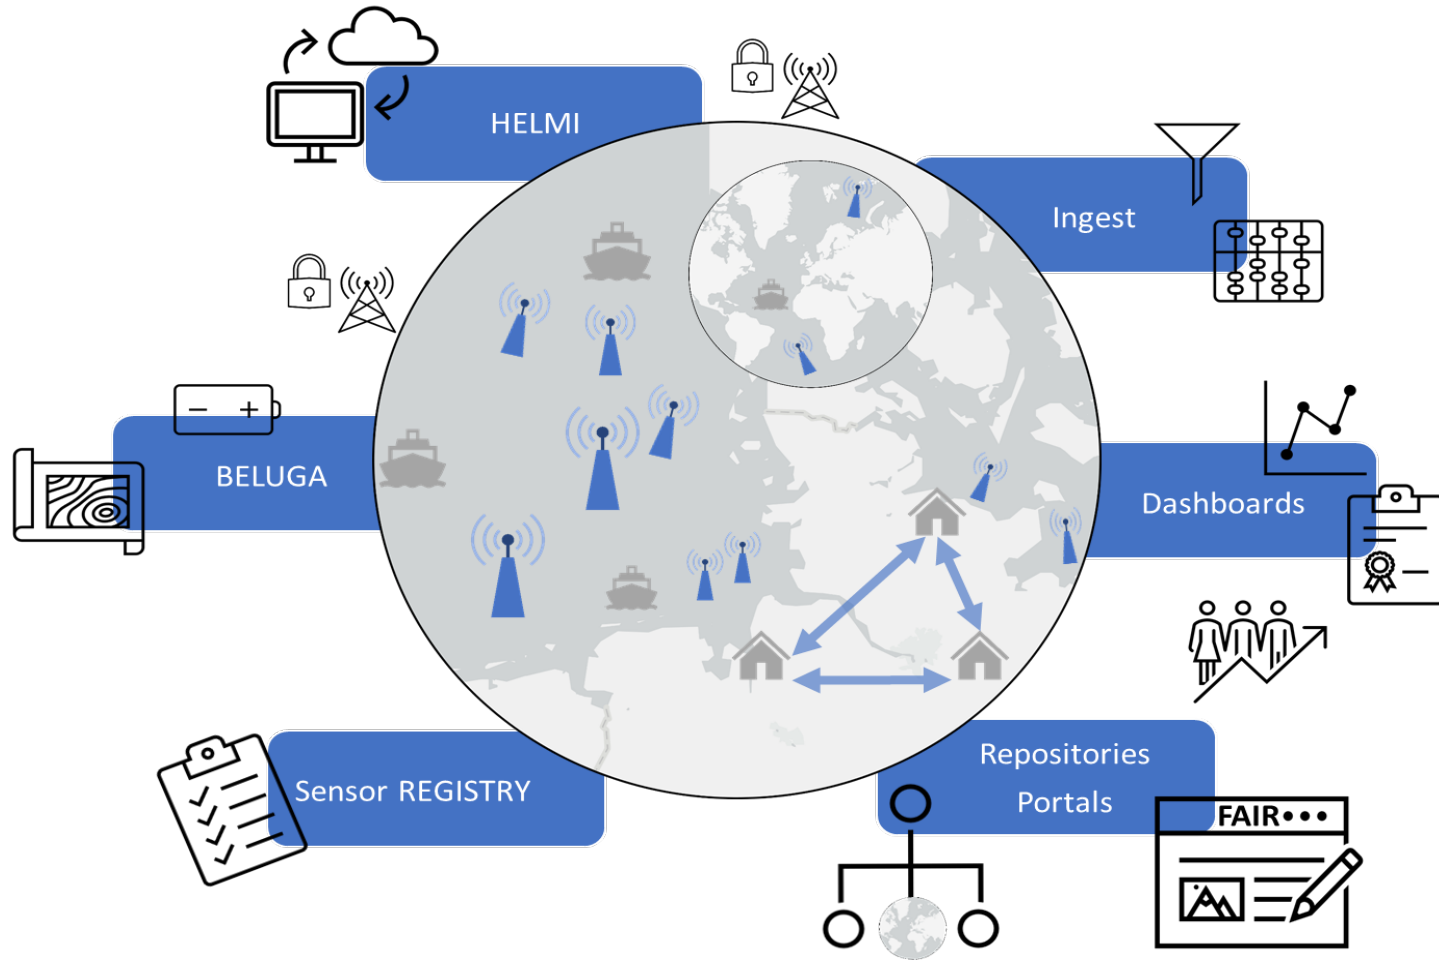 HELMI
Ingest
BELUGA
Dashboards
Sensor REGISTRY
Repositories
Portals
FAIR